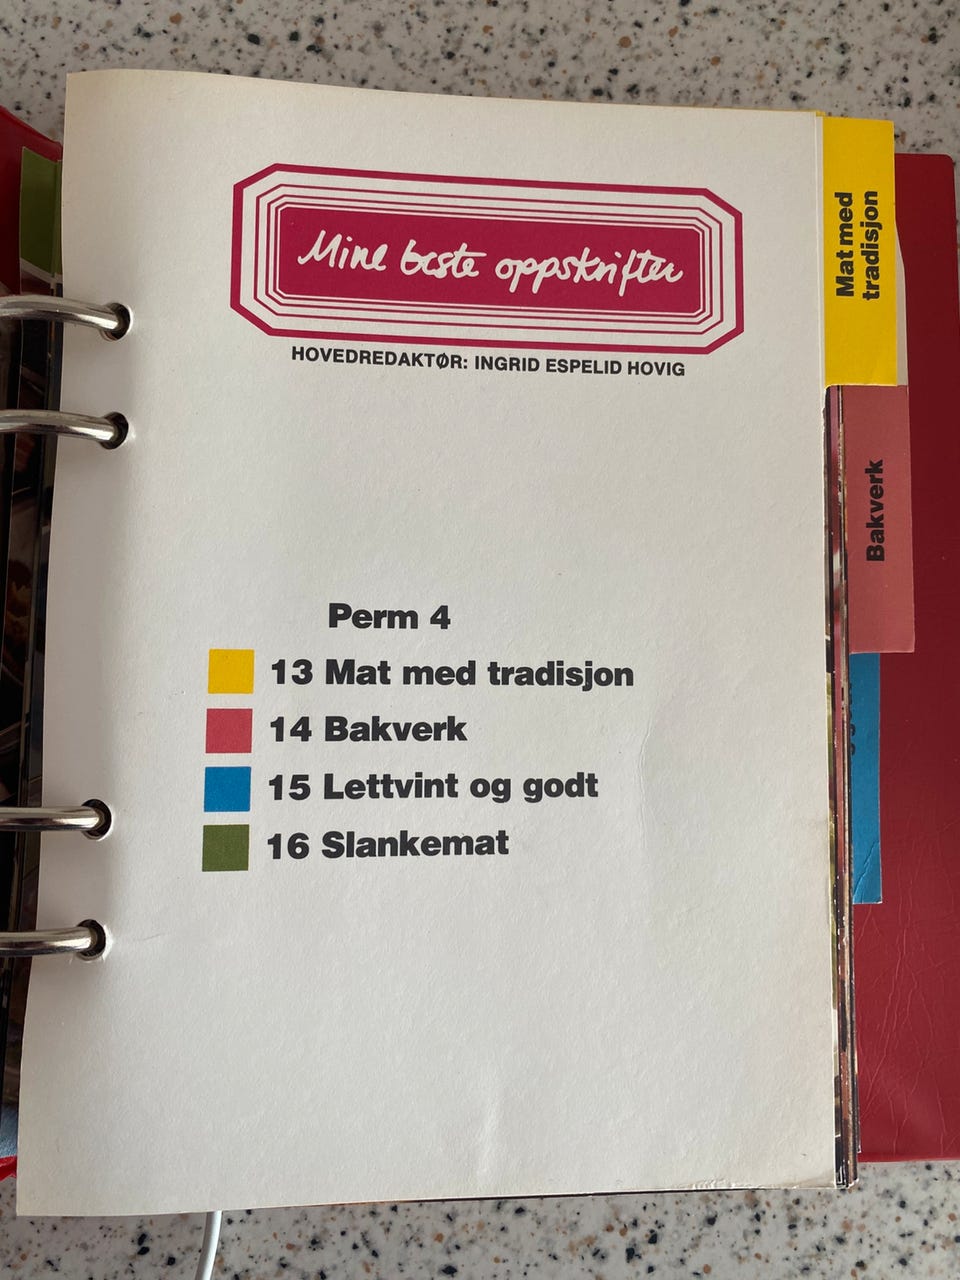 Mine beste oppskrifter
HOVEDREDAKTØR: INGRID ESPELID HOVIG
Perm 4
13 Mat med tradisjon
14 Bakverk
15 Lettvint og godt
16 Slankemat
Mat med
tradisjon
Bakverk